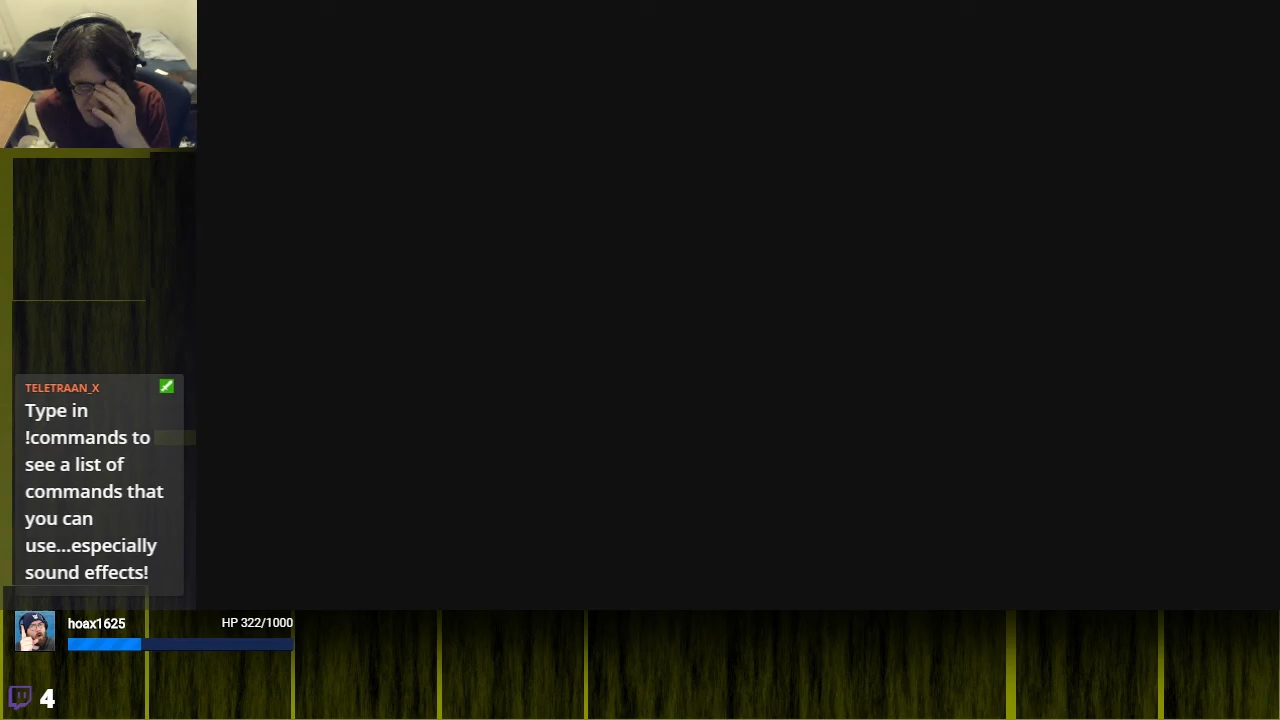 TELETRAAN_X
Type in
!commands to
see a list of
commands that
you can
use...especially
sound effects!
hoax1625 HP 322/1000
4